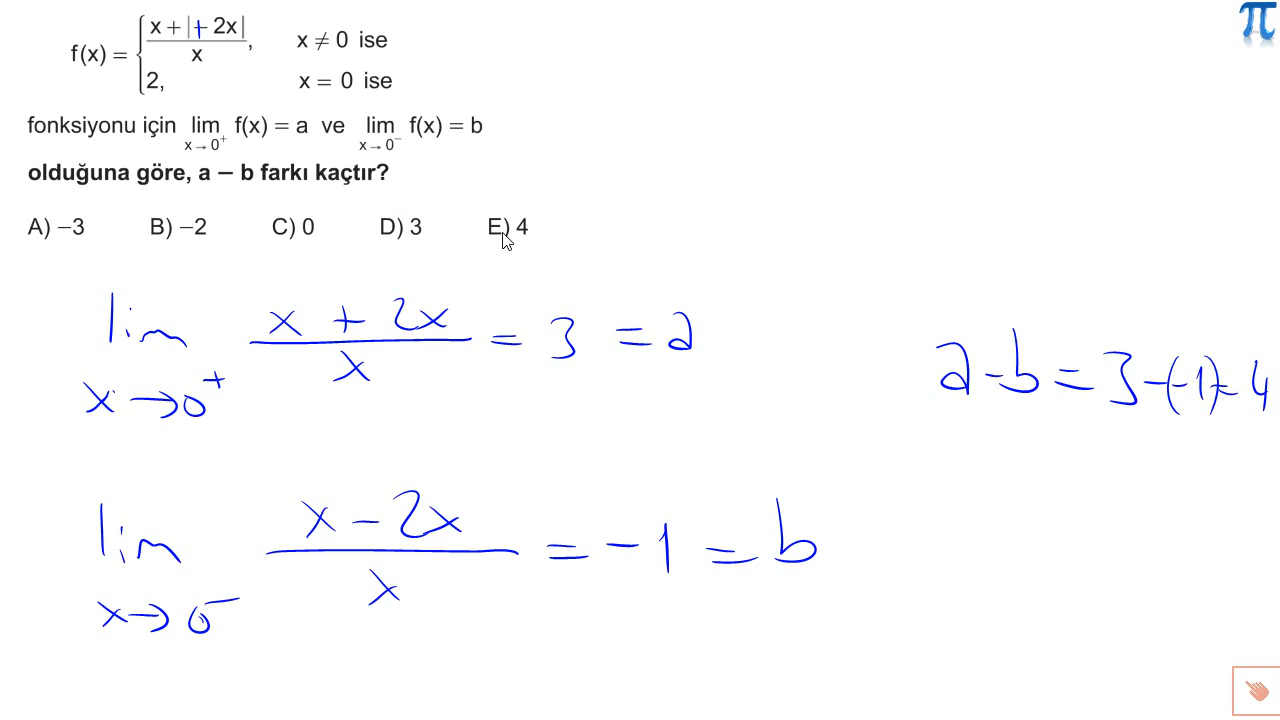 f(x) = { x + |+ 2x| / x, x ≠ 0 ise
2, x = 0 ise
fonksiyonu için lim x→0⁺ f(x) = a ve lim x→0⁻ f(x) = b
olduğuna göre, a – b farkı kaçtır?
A) –3 B) –2 C) 0 D) 3 E) 4
lim x→0⁺ x + 2x / x = 3 = a
a - b = 3 - (-1) = 4
lim x→0⁻ x - 2x / x = -1 = b